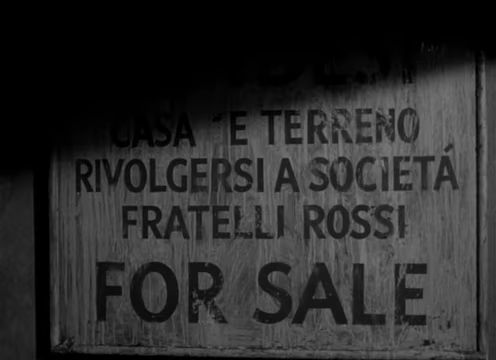 CASA E TERRENO
RIVOLGERSI A SOCIETÁ
FRATELLI ROSSI
FOR SALE